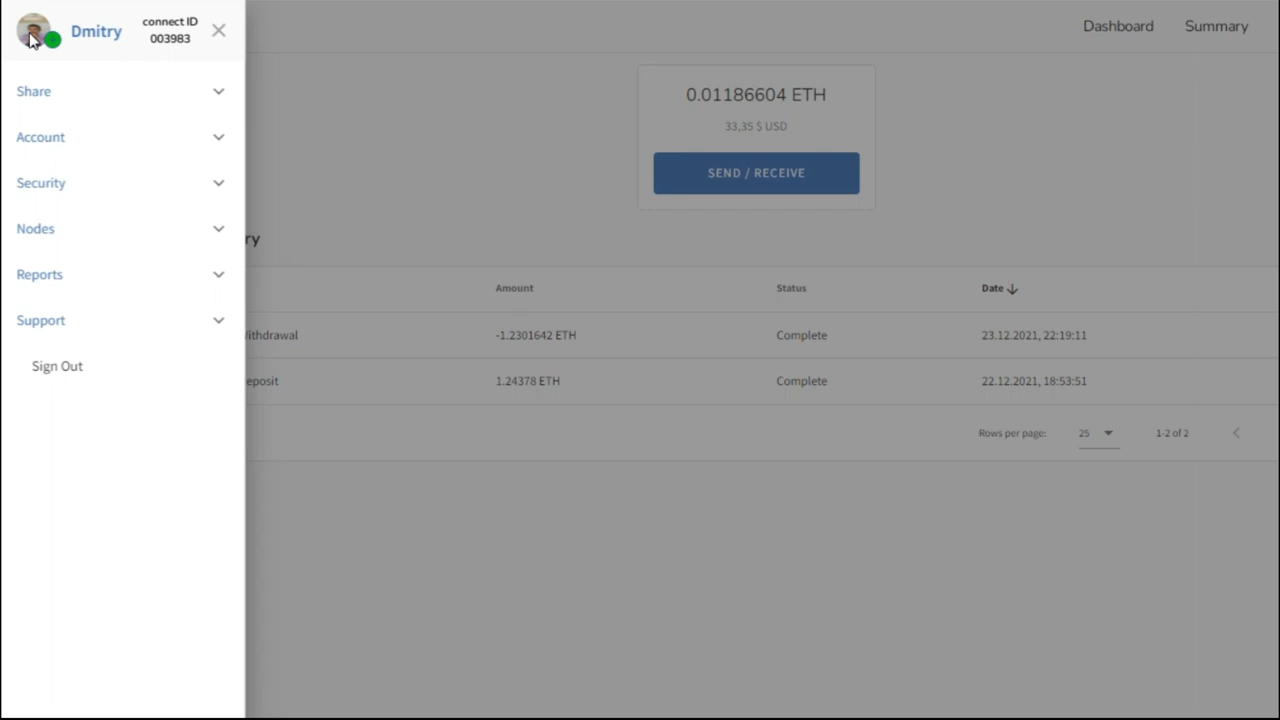 Dmitry
connect ID
003983
Share
Account
Security
Nodes
Reports
Support
Sign Out
Dashboard Summary
0.01186604 ETH
33,35 $ USD
SEND / RECEIVE
ry
Amount Status Date
ithdrawal -1.2301642 ETH Complete 23.12.2021, 22:19:11
eposit 1.24378 ETH Complete 22.12.2021, 18:53:51
Rows per page: 25 1-2 of 2